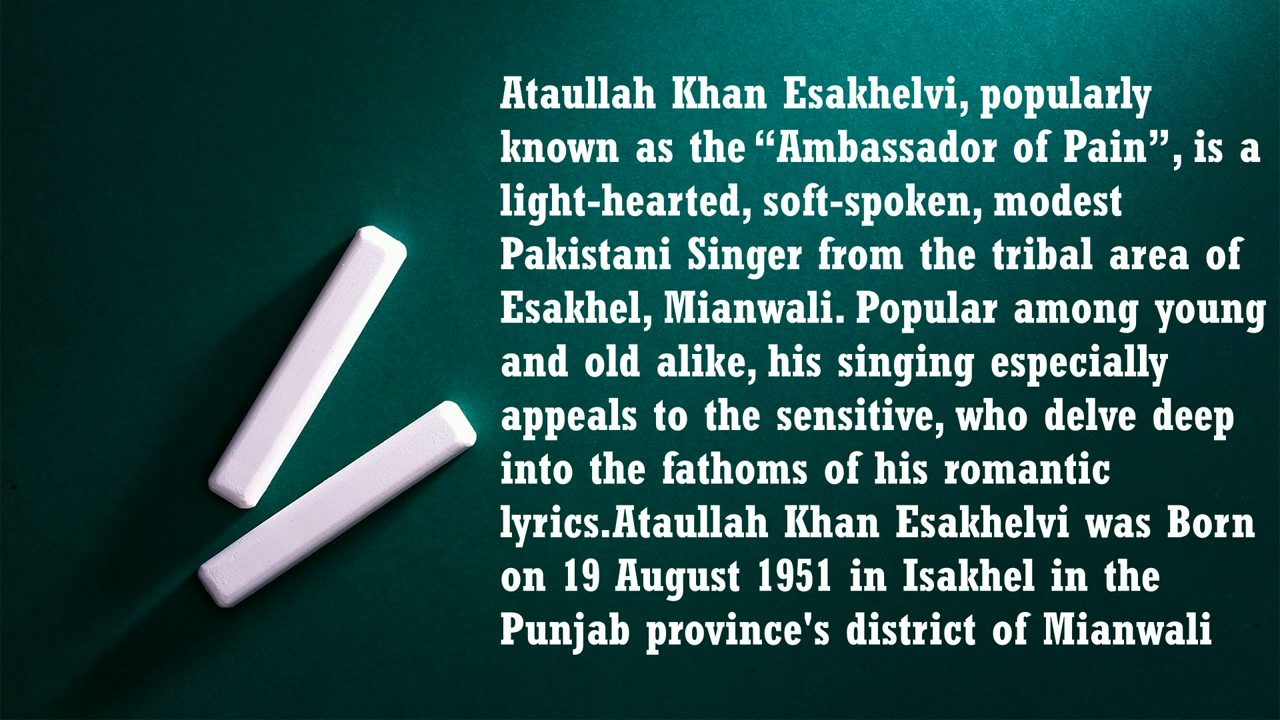 Ataullah Khan Esakhelvi, popularly
known as the “Ambassador of Pain”, is a
light-hearted, soft-spoken, modest
Pakistani Singer from the tribal area of
Esakhel, Mianwali. Popular among young
and old alike, his singing especially
appeals to the sensitive, who delve deep
into the fathoms of his romantic
lyrics.Ataullah Khan Esakhelvi was Born
on 19 August 1951 in Isakhel in the
Punjab province's district of Mianwali